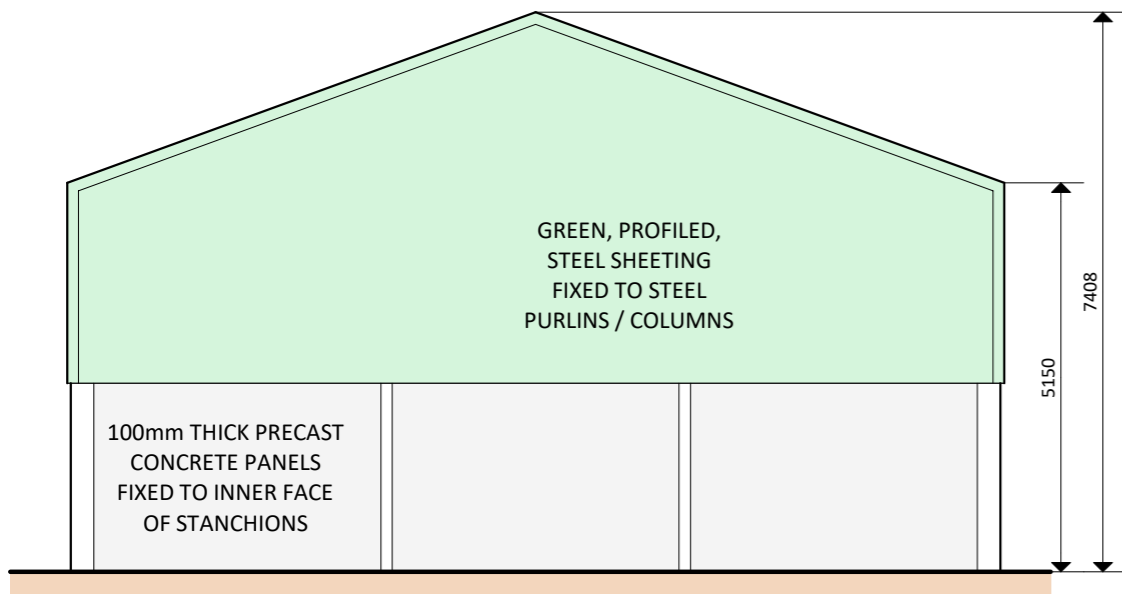 GREEN, PROFILED,
STEEL SHEETING
FIXED TO STEEL
PURLINS / COLUMNS
7408
5150
100mm THICK PRECAST
CONCRETE PANELS
FIXED TO INNER FACE
OF STANCHIONS